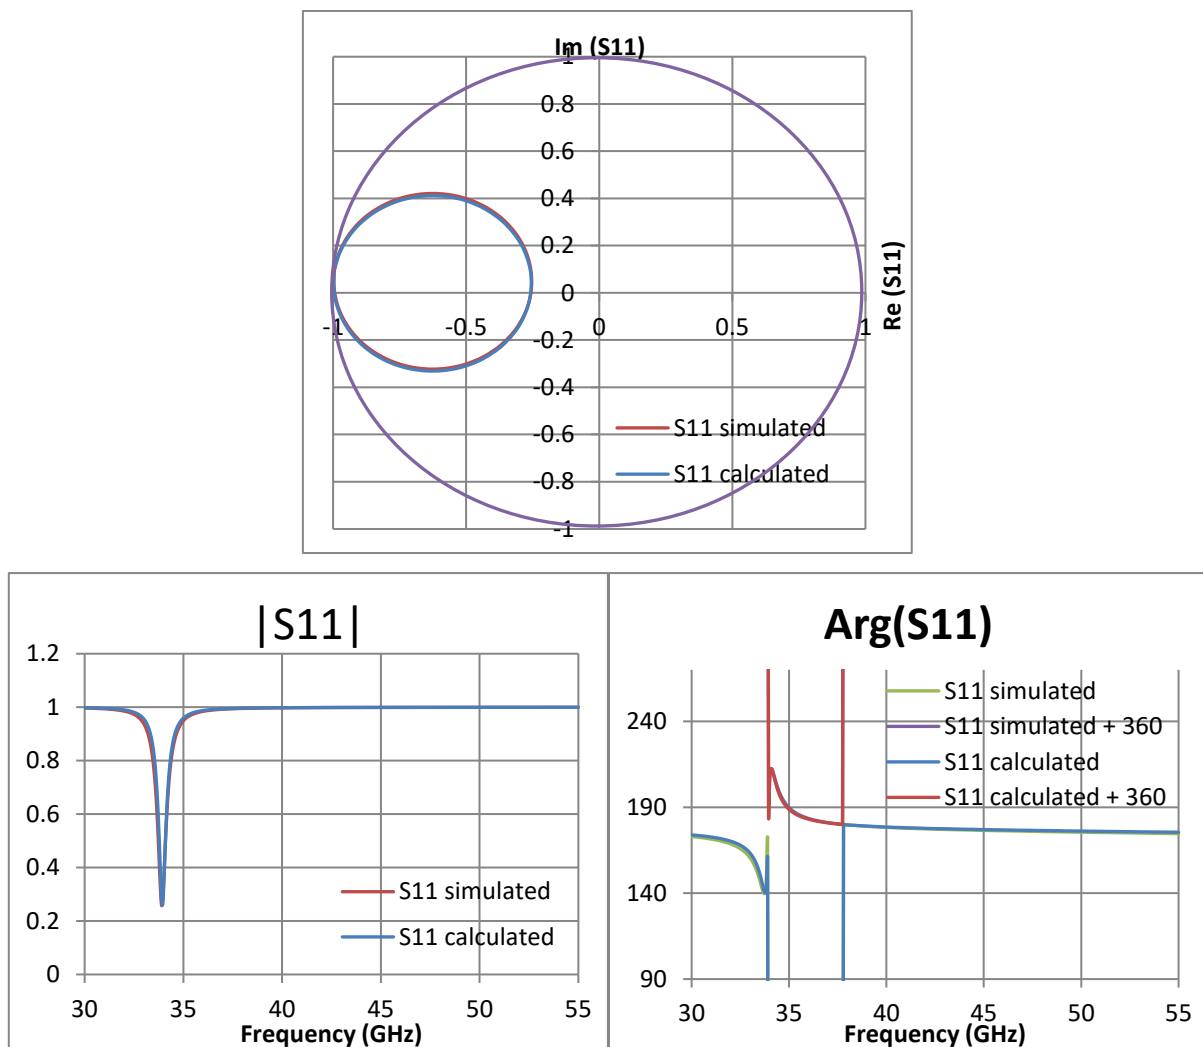 Im (S11)
1
0.8
0.6
0.4
0.2
0
-1 -0.5 0 0.5 1
-0.2
-0.4
-0.6
-0.8
-1
Re (S11)
S11 simulated
S11 calculated
|S11|
1.2
1
0.8
0.6
0.4
0.2
0
30 35 40 45 50 55
Frequency (GHz)
S11 simulated
S11 calculated
Arg(S11)
240
190
140
90
30 35 40 45 50 55
Frequency (GHz)
S11 simulated
S11 simulated + 360
S11 calculated
S11 calculated + 360